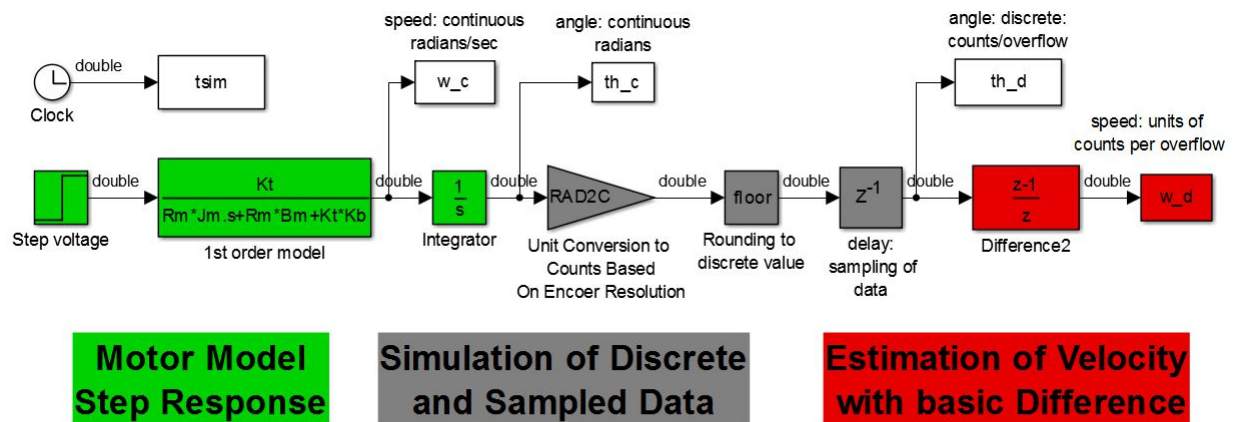 speed: continuous
radians/sec
angle: continuous
radians
angle: discrete:
counts/overflow
double
tsim
w_c
th_c
th_d
Clock
speed: units of
counts per overflow
double
Kt
Rm*Jm.s+Rm*Bm+Kt*Kb
double
1
s
double
RAD2C
double
floor
double
Z-1
double
z-1
z
double
w_d
Step voltage
1st order model
Integrator
Unit Conversion to
Counts Based
On Encoer Resolution
Rounding to
discrete value
delay:
sampling of
data
Difference2
Motor Model
Step Response
Simulation of Discrete
and Sampled Data
Estimation of Velocity
with basic Difference